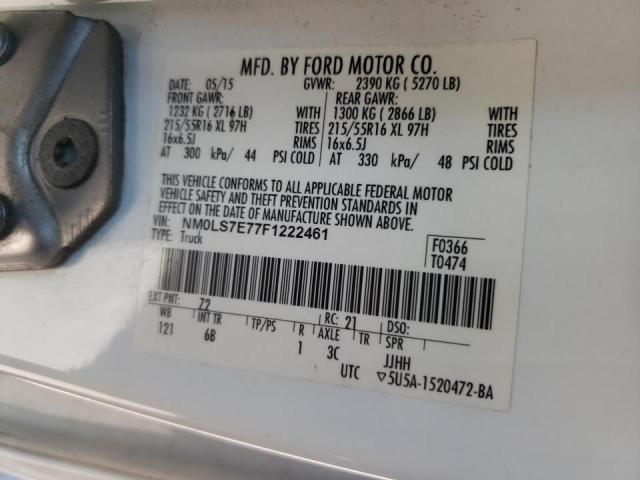 MFD. BY FORD MOTOR CO.
DATE: 05/15 GVWR: 2390 KG ( 5270 LB)
FRONT GAWR: REAR GAWR:
1232 KG ( 2716 LB) WITH 1300 KG ( 2866 LB) WITH
215/55R16 XL 97H TIRES 215/55R16 XL 97H TIRES
16x6.5J RIMS 16x6.5J RIMS
AT 300 kPa/ 44 PSI COLD AT 330 kPa/ 48 PSI COLD
THIS VEHICLE CONFORMS TO ALL APPLICABLE FEDERAL MOTOR
VEHICLE SAFETY AND THEFT PREVENTION STANDARDS IN
EFFECT ON THE DATE OF MANUFACTURE SHOWN ABOVE.
VIN: NM0LS7E77F1222461
TYPE: Truck
F0366
T0474
EXT PNT: Z2 RC: 21 DSO:
WB INT TR TP/PS R AXLE TR SPR
121 6B 1 3C JJHH
UTC ▽5U5A-1520472-BA